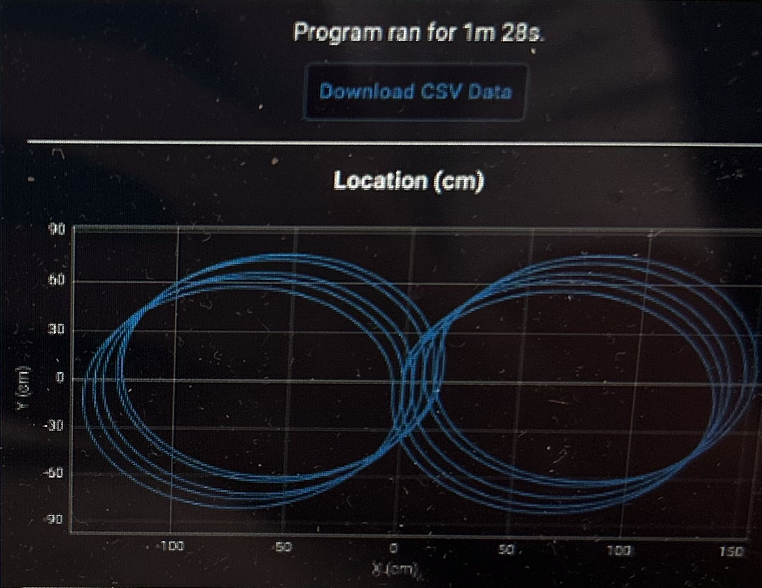 Program ran for 1m 28s.
Download CSV Data
Location (cm)
90
60
30
0
-30
-60
-90
Y (cm)
-100
-50
0
50
100
150
X (cm)